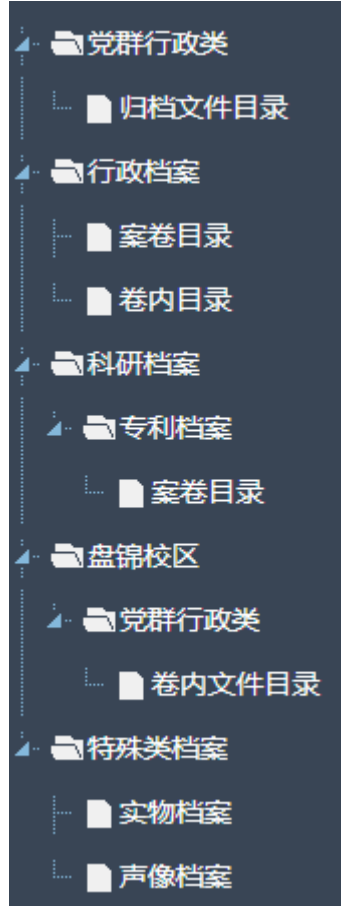 党群行政类
归档文件目录
行政档案
案卷目录
卷内目录
科研档案
专利档案
案卷目录
盘锦校区
党群行政类
卷内文件目录
特殊类档案
实物档案
声像档案